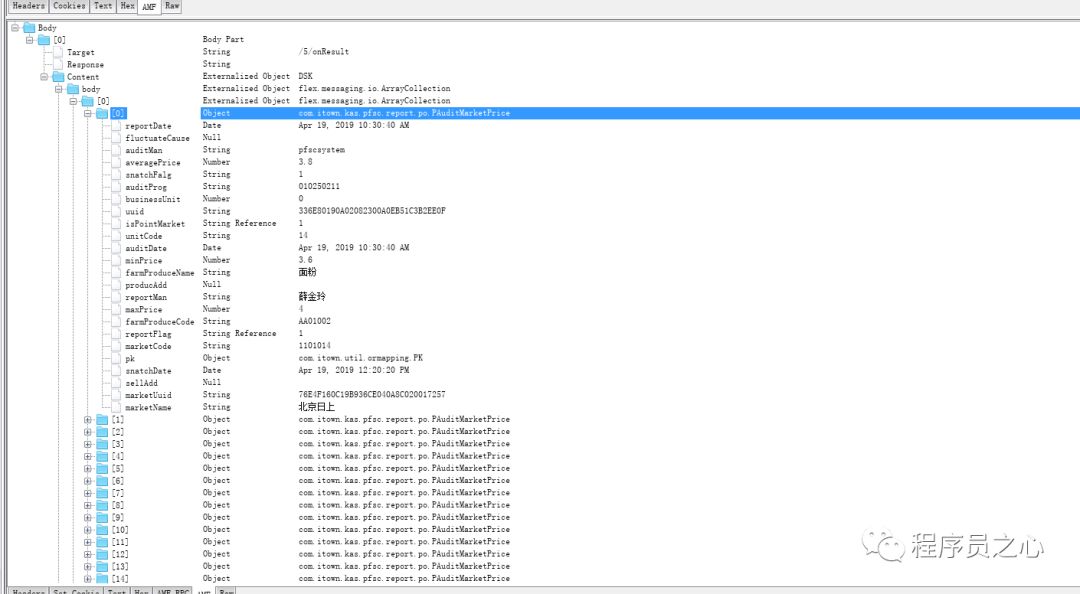 Headers Cookies Text Hex AMF Raw
Body
[0] Body Part
Target String /5/onResult
Response String
Content Externalized Object DSK
body Externalized Object flex.messaging.io.ArrayCollection
[0] Externalized Object flex.messaging.io.ArrayCollection
[0] Object com.itown.kas.pfsc.report.po.PAuditMarketPrice
reportDate Date Apr 19, 2019 10:30:40 AM
fluctuateCause Null
auditMan String pfscsystem
averagePrice Number 3.8
snatchFalg String 1
auditProg String 010250211
businessUnit Number 0
uuid String 336E80190A02082300A0EB51C3B2EE0F
isPointMarket String Reference 1
unitCode String 14
auditDate Date Apr 19, 2019 10:30:40 AM
minPrice Number 3.6
farmProduceName String 面粉
producAdd Null
reportMan String 薛金玲
maxPrice Number 4
farmProduceCode String AA01002
reportFlag String Reference 1
marketCode String 1101014
pk Object com.itown.util.ormapping.PK
snatchDate Date Apr 19, 2019 12:20:20 PM
sellAdd Null
marketUuid String 76E4F160C19B936CE040A8C020017257
marketName String 北京日上
[1] Object com.itown.kas.pfsc.report.po.PAuditMarketPrice
[2] Object com.itown.kas.pfsc.report.po.PAuditMarketPrice
[3] Object com.itown.kas.pfsc.report.po.PAuditMarketPrice
[4] Object com.itown.kas.pfsc.report.po.PAuditMarketPrice
[5] Object com.itown.kas.pfsc.report.po.PAuditMarketPrice
[6] Object com.itown.kas.pfsc.report.po.PAuditMarketPrice
[7] Object com.itown.kas.pfsc.report.po.PAuditMarketPrice
[8] Object com.itown.kas.pfsc.report.po.PAuditMarketPrice
[9] Object com.itown.kas.pfsc.report.po.PAuditMarketPrice
[10] Object com.itown.kas.pfsc.report.po.PAuditMarketPrice
[11] Object com.itown.kas.pfsc.report.po.PAuditMarketPrice
[12] Object com.itown.kas.pfsc.report.po.PAuditMarketPrice
[13] Object com.itown.kas.pfsc.report.po.PAuditMarketPrice
[14] Object com.itown.kas.pfsc.report.po.PAuditMarketPrice
程序员之心
Headers Set Cookie Text Hex AMF RPC AMF Raw